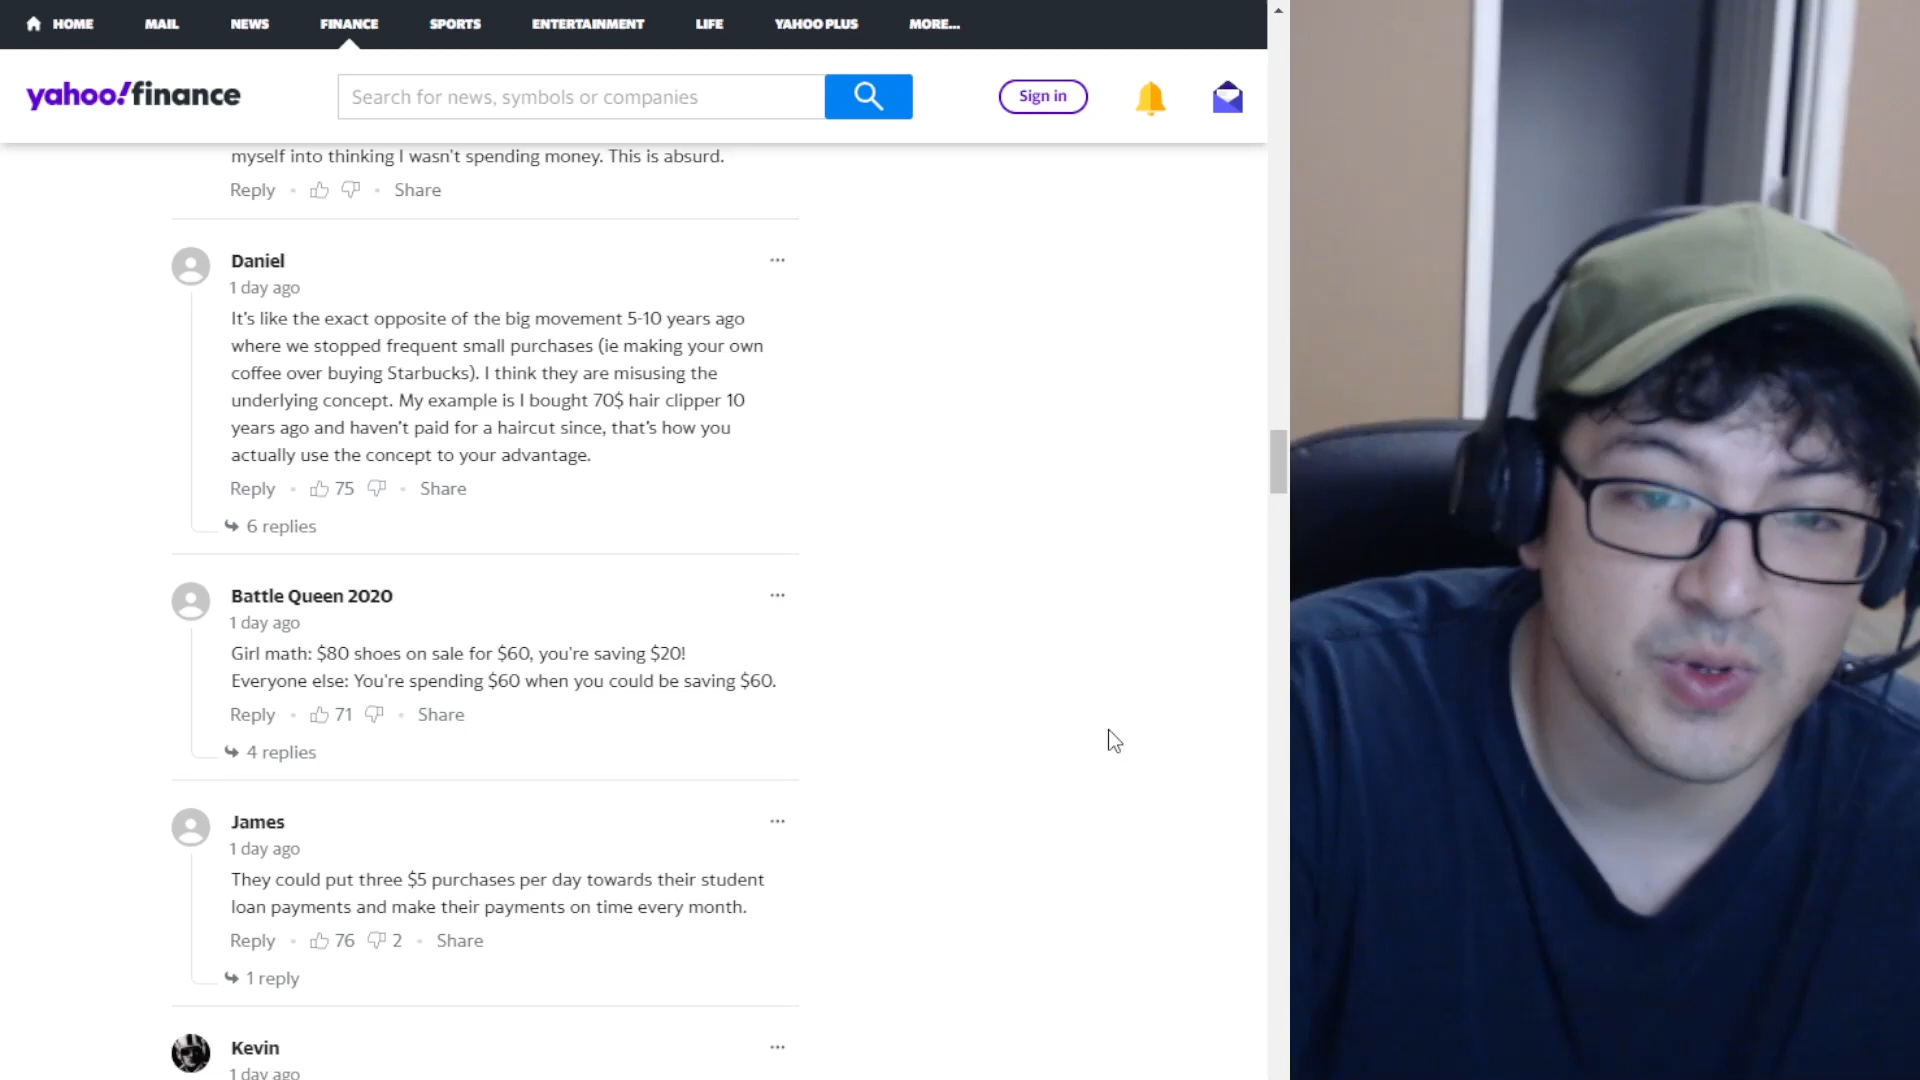 HOME MAIL NEWS FINANCE SPORTS ENTERTAINMENT LIFE YAHOO PLUS MORE...
yahoo!finance Search for news, symbols or companies Sign in
myself into thinking I wasn't spending money. This is absurd.
Reply Share
Daniel
1 day ago
It's like the exact opposite of the big movement 5-10 years ago
where we stopped frequent small purchases (ie making your own
coffee over buying Starbucks). I think they are misusing the
underlying concept. My example is I bought 70$ hair clipper 10
years ago and haven't paid for a haircut since, that's how you
actually use the concept to your advantage.
Reply 75 Share
6 replies
Battle Queen 2020
1 day ago
Girl math: $80 shoes on sale for $60, you're saving $20!
Everyone else: You're spending $60 when you could be saving $60.
Reply 71 Share
4 replies
James
1 day ago
They could put three $5 purchases per day towards their student
loan payments and make their payments on time every month.
Reply 76 2 Share
1 reply
Kevin
1 day ago